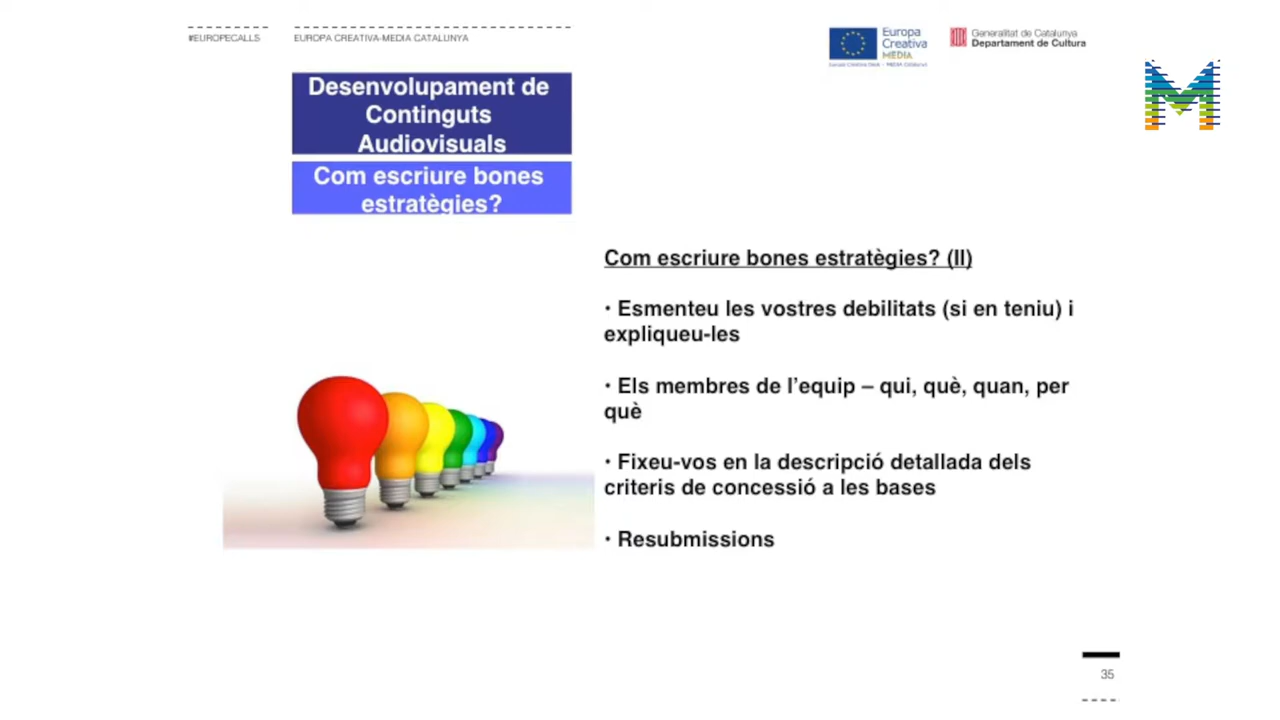 #EUROPECALLS
EUROPA CREATIVA-MEDIA CATALUNYA
Europa
Creativa
MEDIA
Generalitat de Catalunya
Departament de Cultura
Desenvolupament de
Continguts
Audiovisuals
Com escriure bones
estratègies?
Com escriure bones estratègies? (II)
· Esmenteu les vostres debilitats (si en teniu) i
expliqueu-les
· Els membres de l’equip – qui, què, quan, per
què
· Fixeu-vos en la descripció detallada dels
criteris de concessió a les bases
· Resubmissions
35